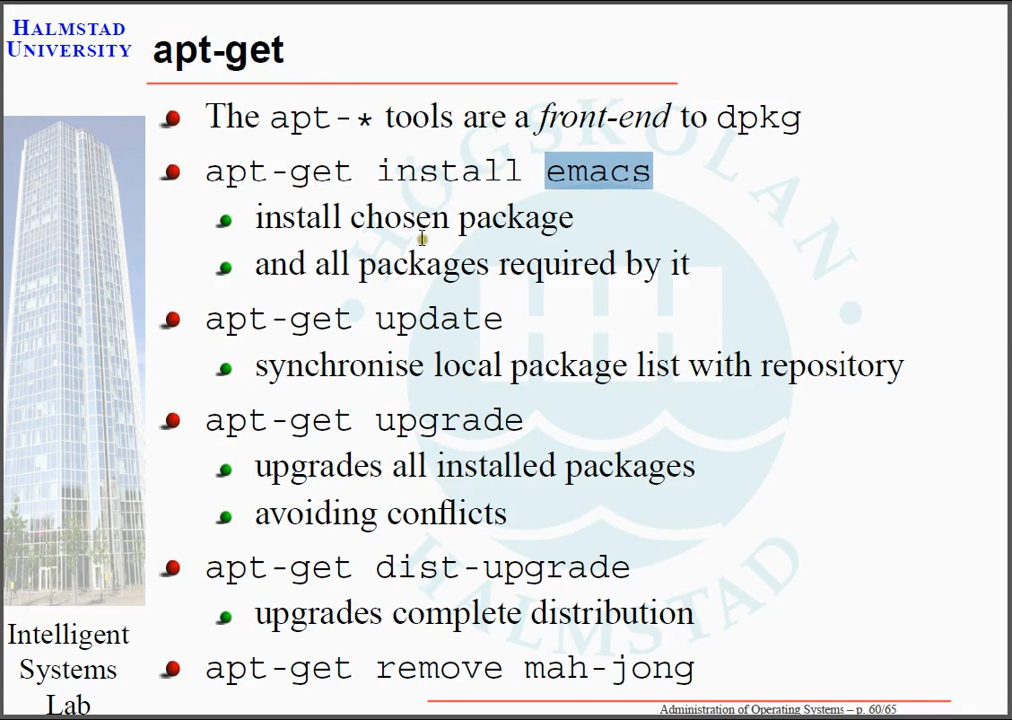 HALMSTAD
UNIVERSITY
apt-get
The apt-* tools are a front-end to dpkg
apt-get install emacs
install chosen package
and all packages required by it
apt-get update
synchronise local package list with repository
apt-get upgrade
upgrades all installed packages
avoiding conflicts
apt-get dist-upgrade
upgrades complete distribution
apt-get remove mah-jong
Intelligent
Systems
Lab
Administration of Operating Systems – p. 60/65
HÖGSKOLAN
HALMSTAD